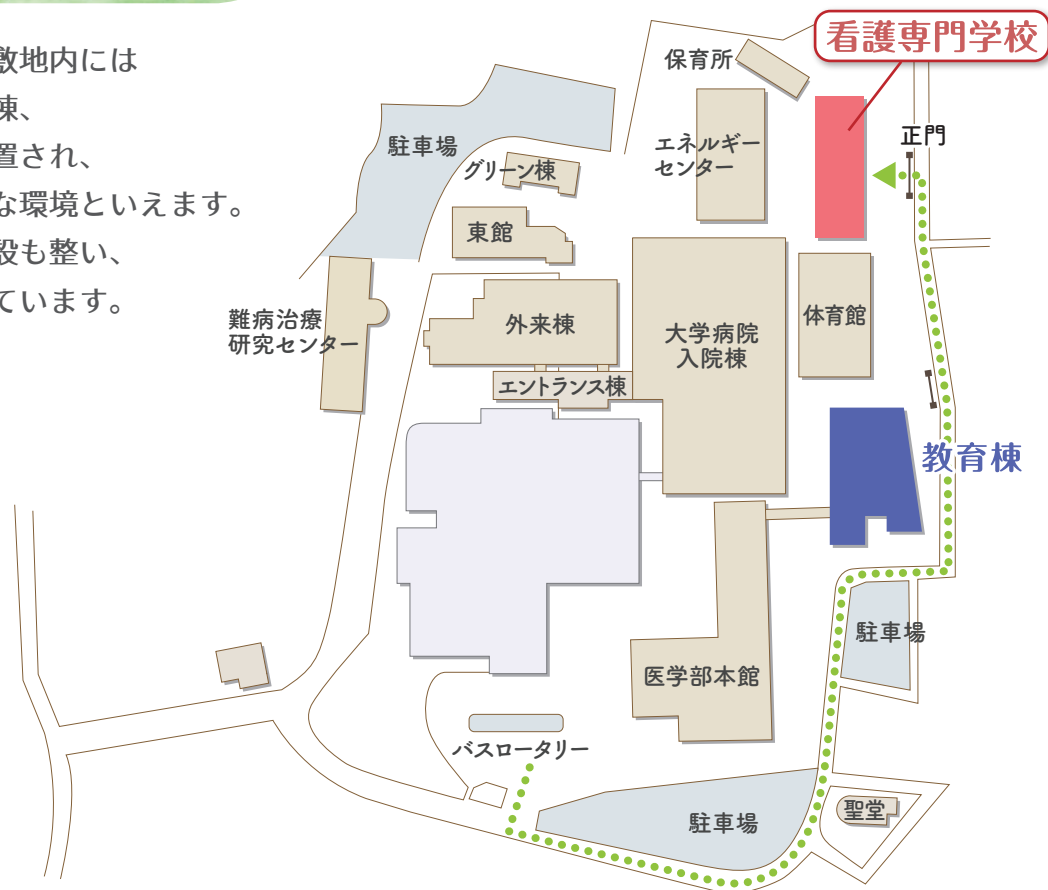 敷地内には
棟、
置され、
な環境といえます。
設も整い、
ています。
看護専門学校
保育所
正門
駐車場
エネルギー
センター
グリーン棟
東館
難病治療
研究センター
外来棟
大学病院
入院棟
体育館
エントランス棟
教育棟
駐車場
医学部本館
バスロータリー
駐車場
聖堂